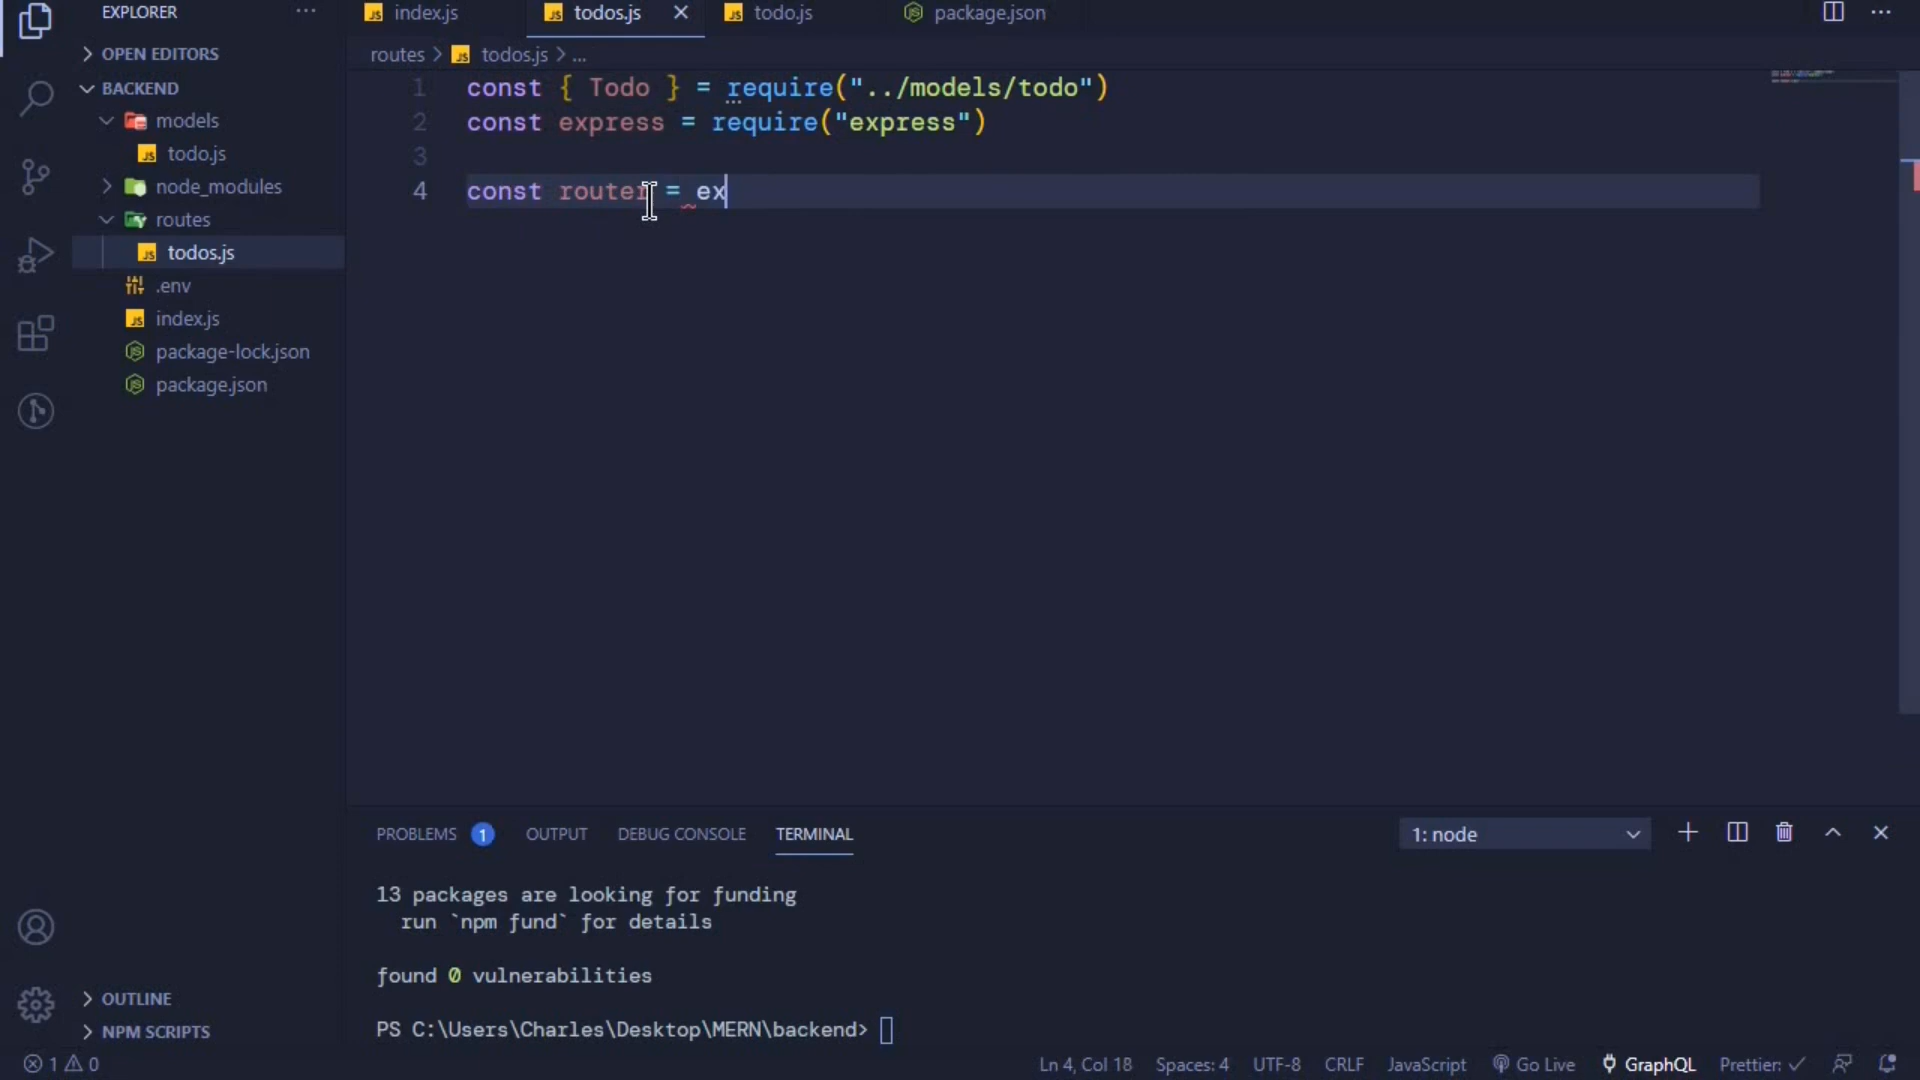 EXPLORER
···
index.js
todos.js
todo.js
package.json
···
OPEN EDITORS
routes > todos.js > ...
BACKEND
models
todo.js
node_modules
routes
todos.js
.env
index.js
package-lock.json
package.json
1 const { Todo } = require("../models/todo")
2 const express = require("express")
3
4 const router = ex
PROBLEMS 1 OUTPUT DEBUG CONSOLE TERMINAL
1: node
13 packages are looking for funding
run `npm fund` for details
found 0 vulnerabilities
PS C:\Users\Charles\Desktop\MERN\backend>
OUTLINE
NPM SCRIPTS
1 0
Ln 4, Col 18 Spaces: 4 UTF-8 CRLF JavaScript Go Live GraphQL Prettier: ✓